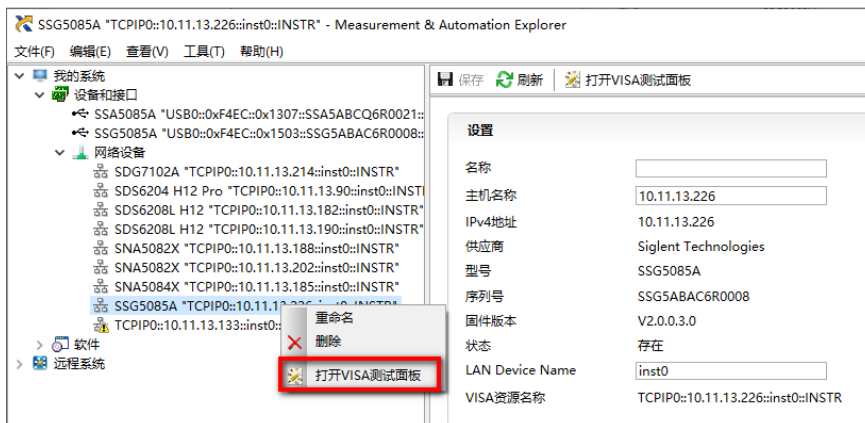 SSG5085A "TCPIP0::10.11.13.226::inst0::INSTR" - Measurement & Automation Explorer
文件(F) 编辑(E) 查看(V) 工具(T) 帮助(H)
我的系统
设备和接口
SSA5085A "USB0::0xF4EC::0x1307::SSA5ABCQ6R0021::
SSG5085A "USB0::0xF4EC::0x1503::SSG5ABAC6R0008::
网络设备
SDG7102A "TCPIP0::10.11.13.214::inst0::INSTR"
SDS6204 H12 Pro "TCPIP0::10.11.13.90::inst0::INSTI
SDS6208L H12 "TCPIP0::10.11.13.182::inst0::INSTR"
SDS6208L H12 "TCPIP0::10.11.13.190::inst0::INSTR"
SNA5082X "TCPIP0::10.11.13.188::inst0::INSTR"
SNA5082X "TCPIP0::10.11.13.202::inst0::INSTR"
SNA5084X "TCPIP0::10.11.13.185::inst0::INSTR"
SSG5085A "TCPIP0::10.11.13.226::inst0::INSTR"
TCPIP0::10.11.13.133::inst0::
软件
远程系统
重命名
删除
打开VISA测试面板
保存 刷新 打开VISA测试面板
设置
名称
主机名称 10.11.13.226
IPv4地址 10.11.13.226
供应商 Siglent Technologies
型号 SSG5085A
序列号 SSG5ABAC6R0008
固件版本 V2.0.0.3.0
状态 存在
LAN Device Name inst0
VISA资源名称 TCPIP0::10.11.13.226::inst0::INSTR